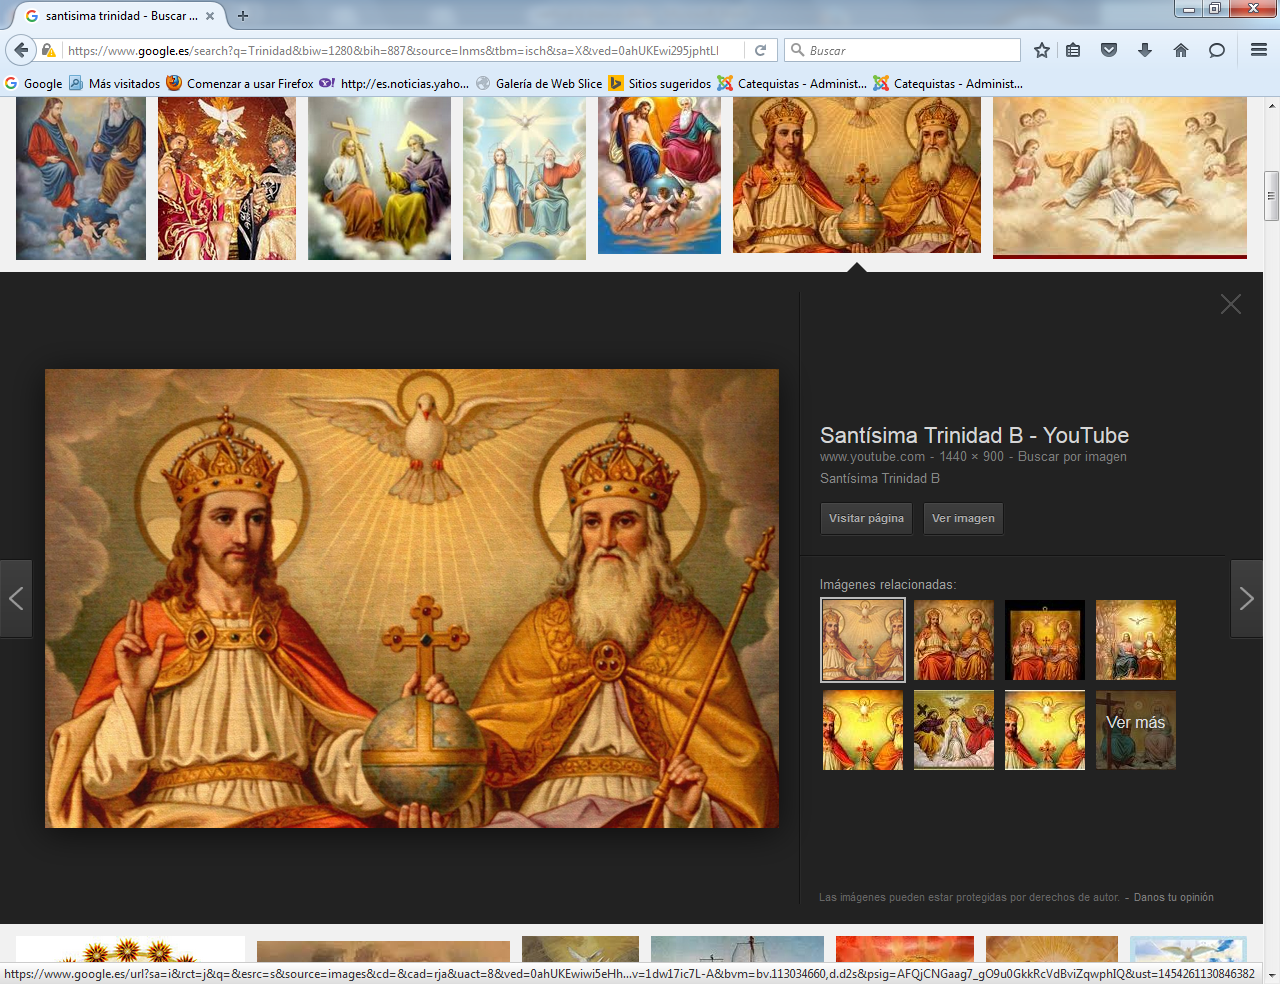 santisima trinidad - Buscar ...
https://www.google.es/search?q=Trinidad&biw=1280&bih=887&source=lnms&tbm=isch&sa=X&ved=0ahUKEwi295jphtLI
Buscar
Google Más visitados Comenzar a usar Firefox http://es.noticias.yaho... Galería de Web Slice Sitios sugeridos Catequistas - Administ... Catequistas - Administ...
Santísima Trinidad B - YouTube
www.youtube.com - 1440 × 900 - Buscar por imagen
Santísima Trinidad B
Visitar página Ver imagen
Imágenes relacionadas:
Ver más
Las imágenes pueden estar protegidas por derechos de autor. - Danos tu opinión
https://www.google.es/url?sa=i&rct=j&q=&esrc=s&source=images&cd=&cad=rja&uact=8&ved=0ahUKEwiwi5eHh...v=1dw17ic7L-A&bvm=bv.113034660,d.d2s&psig=AFQjCNGaag7_gO9u0GkkRcVdBviZqwphIQ&ust=1454261130846382